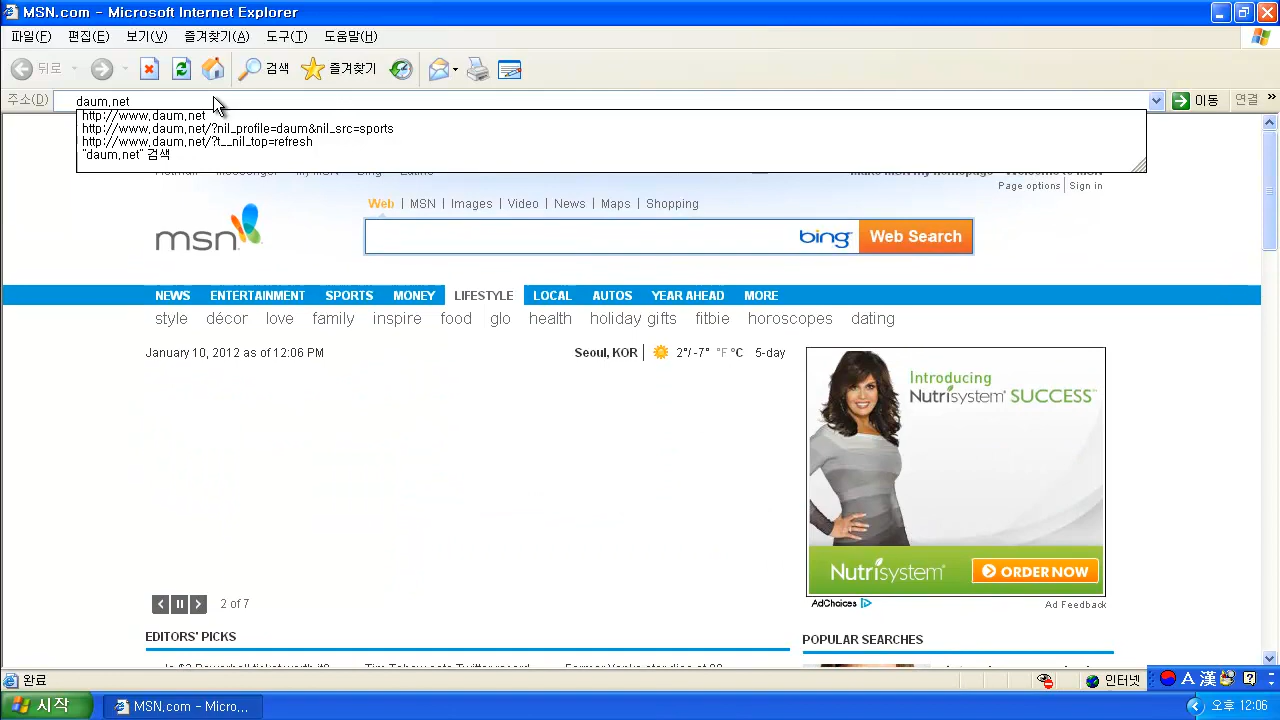 MSN.com - Microsoft Internet Explorer
파일(F) 편집(E) 보기(V) 즐겨찾기(A) 도구(T) 도움말(H)
뒤로 검색 즐겨찾기
주소(D) daum.net 이동 연결 »
http://www.daum.net
http://www.daum.net/?nil_profile=daum&nil_src=sports
http://www.daum.net/?t__nil_top=refresh
"daum.net" 검색
Page options | Sign in
Web | MSN | Images | Video | News | Maps | Shopping
msn
bing Web Search
NEWS ENTERTAINMENT SPORTS MONEY LIFESTYLE LOCAL AUTOS YEAR AHEAD MORE
style décor love family inspire food glo health holiday gifts fitbie horoscopes dating
January 10, 2012 as of 12:06 PM
Seoul, KOR | 2°/-7° °F °C 5-day
Introducing
Nutrisystem® SUCCESS™
Nutrisystem® ORDER NOW
AdChoices Ad Feedback
2 of 7
EDITORS' PICKS
POPULAR SEARCHES
완료 인터넷
A 漢
시작 MSN.com - Micro... 오후 12:06